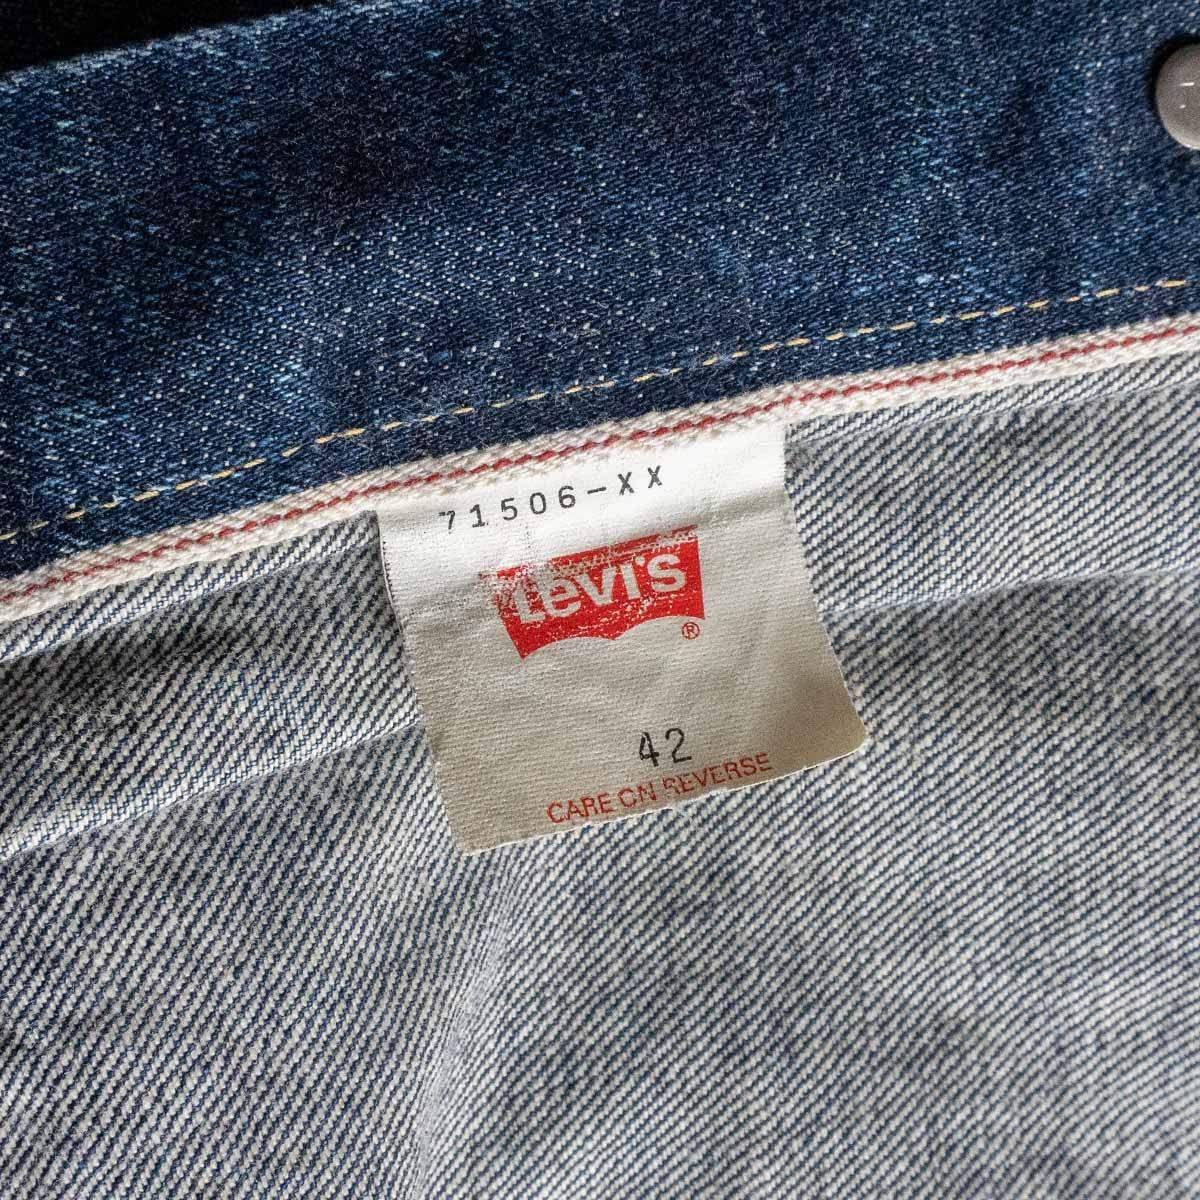 71506-XX
Levi's
®
42
CARE ON REVERSE